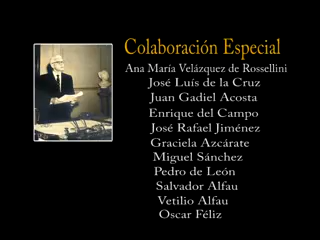 Colaboración Especial
Ana María Velázquez de Rossellini
José Luís de la Cruz
Juan Gadiel Acosta
Enrique del Campo
José Rafael Jiménez
Graciela Azcárate
Miguel Sánchez
Pedro de León
Salvador Alfau
Vetilio Alfau
Oscar Féliz